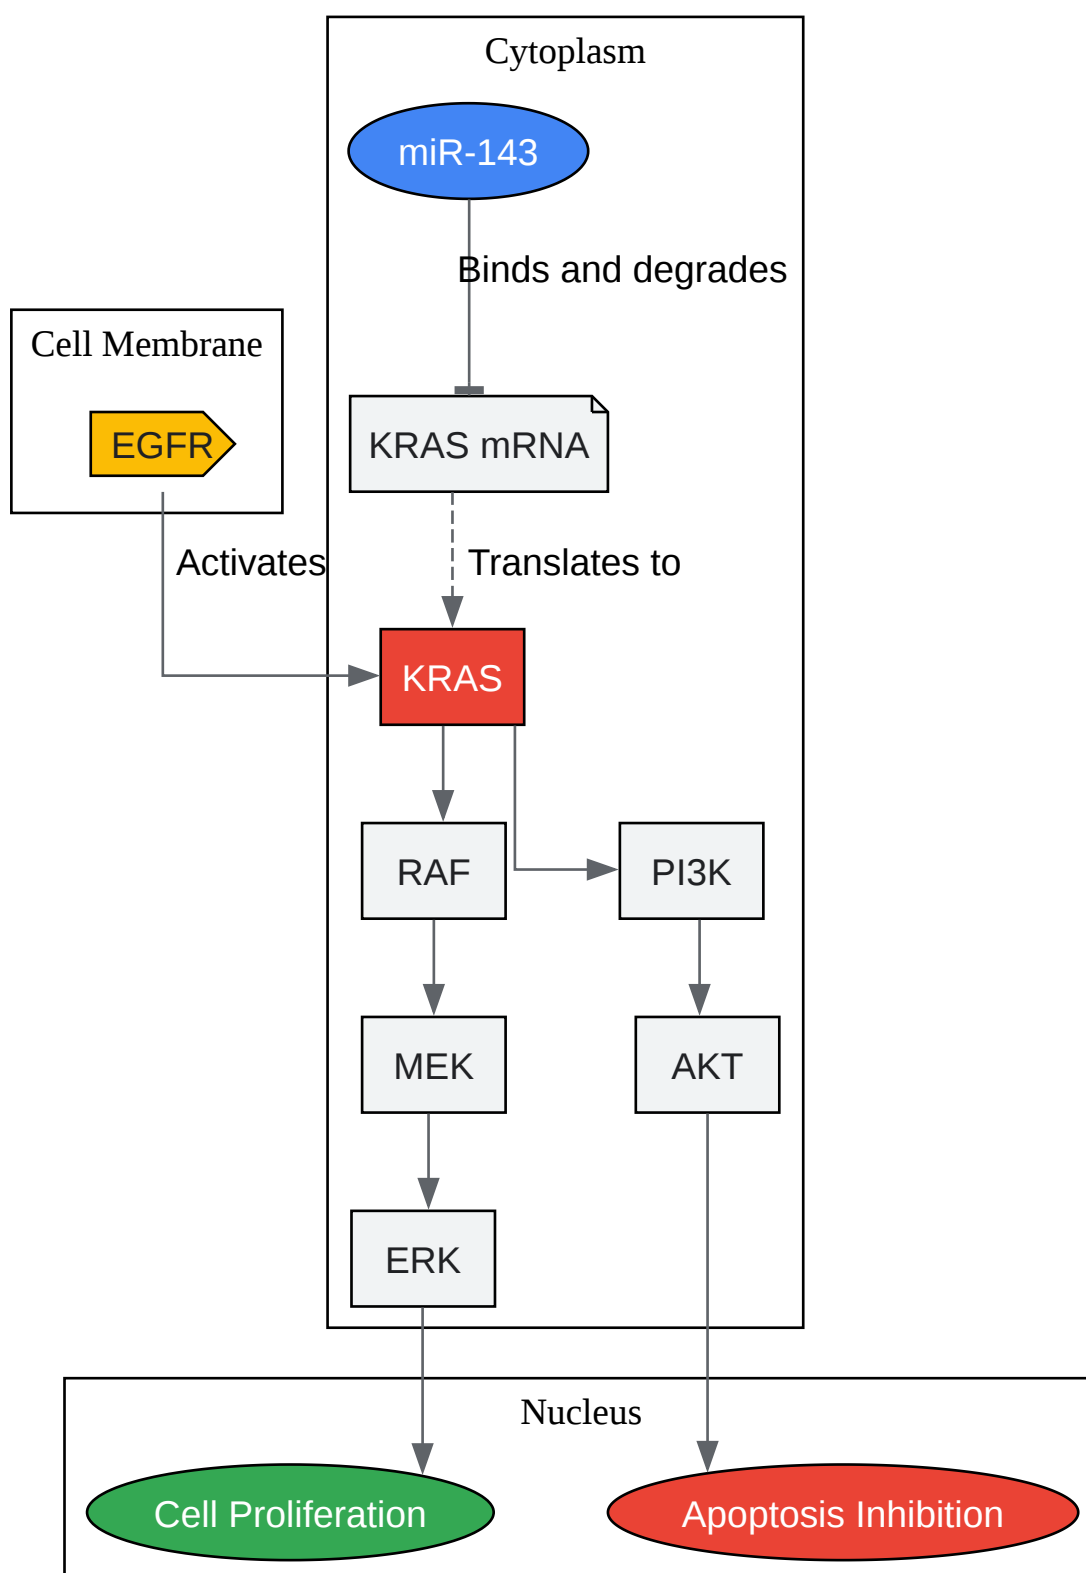 Cytoplasm
miR-143
Binds and degrades
Cell Membrane
EGFR
KRAS mRNA
Activates
Translates to
KRAS
RAF
PI3K
MEK
AKT
ERK
Nucleus
Cell Proliferation
Apoptosis Inhibition